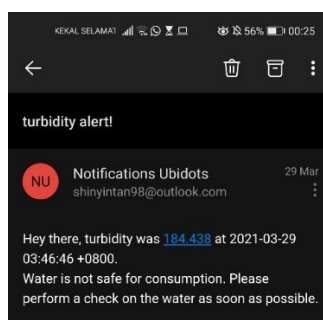 KEKAL SELAMAT 56% 00:25
turbidity alert!
NU
Notifications Ubidots 29 Mar
shinyintan98@outlook.com
Hey there, turbidity was 184.438 at 2021-03-29
03:46:46 +0800.
Water is not safe for consumption. Please
perform a check on the water as soon as possible.